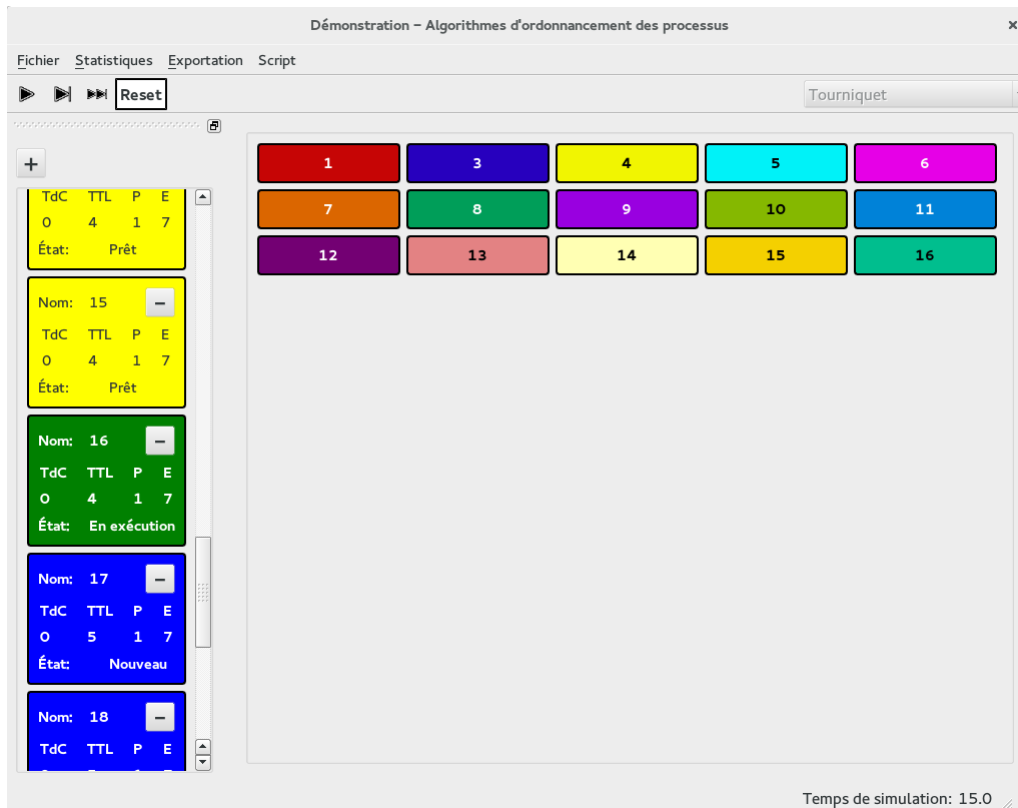 Démonstration – Algorithmes d'ordonnancement des processus ×
Fichier Statistiques Exportation Script
Reset Tourniquet
+
TdC TTL P E
0 4 1 7
État: Prêt
Nom: 15 –
TdC TTL P E
0 4 1 7
État: Prêt
Nom: 16 –
TdC TTL P E
0 4 1 7
État: En exécution
Nom: 17 –
TdC TTL P E
0 5 1 7
État: Nouveau
Nom: 18 –
TdC TTL P E
1 3 4 5 6
7 8 9 10 11
12 13 14 15 16
Temps de simulation: 15.0